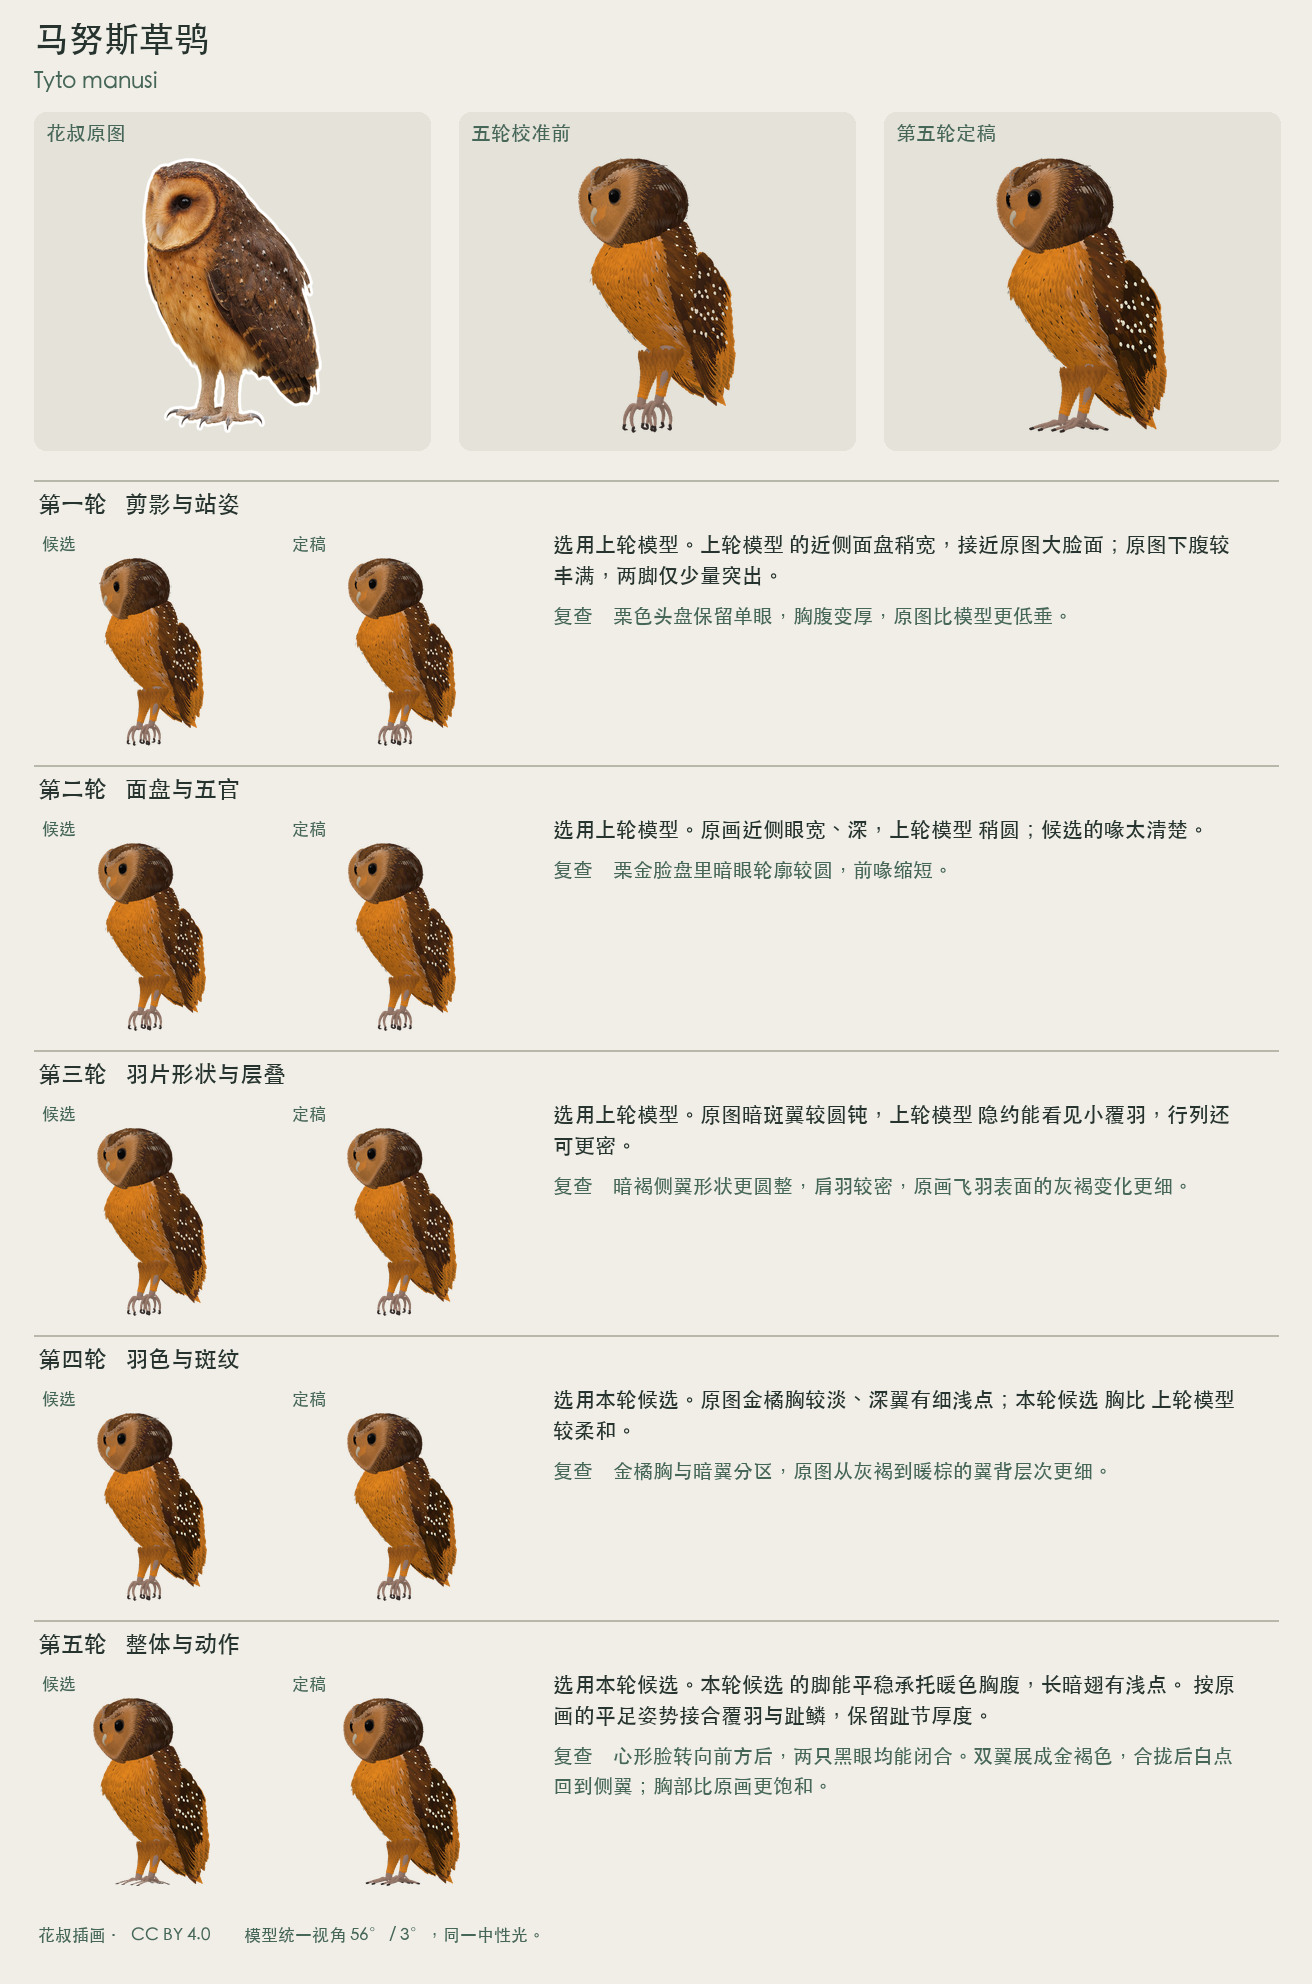 马努斯草鸮
Tyto manusi
花叔原图
五轮校准前
第五轮定稿
第一轮 剪影与站姿
候选
定稿
选用上轮模型。上轮模型 的近侧面盘稍宽，接近原图大脸面；原图下腹较
丰满，两脚仅少量突出。
复查 栗色头盘保留单眼，胸腹变厚，原图比模型更低垂。
第二轮 面盘与五官
候选
定稿
选用上轮模型。原画近侧眼宽、深，上轮模型 稍圆；候选的喙太清楚。
复查 栗金脸盘里暗眼轮廓较圆，前喙缩短。
第三轮 羽片形状与层叠
候选
定稿
选用上轮模型。原图暗斑翼较圆钝，上轮模型 隐约能看见小覆羽，行列还
可更密。
复查 暗褐侧翼形状更圆整，肩羽较密，原画飞羽表面的灰褐变化更细。
第四轮 羽色与斑纹
候选
定稿
选用本轮候选。原图金橘胸较淡、深翼有细浅点；本轮候选 胸比 上轮模型
较柔和。
复查 金橘胸与暗翼分区，原图从灰褐到暖棕的翼背层次更细。
第五轮 整体与动作
候选
定稿
选用本轮候选。本轮候选 的脚能平稳承托暖色胸腹，长暗翅有浅点。 按原
画的平足姿势接合覆羽与趾鳞，保留趾节厚度。
复查 心形脸转向前方后，两只黑眼均能闭合。双翼展成金褐色，合拢后白点
回到侧翼；胸部比原画更饱和。
花叔插画 · CC BY 4.0 模型统一视角 56° / 3° ，同一中性光。